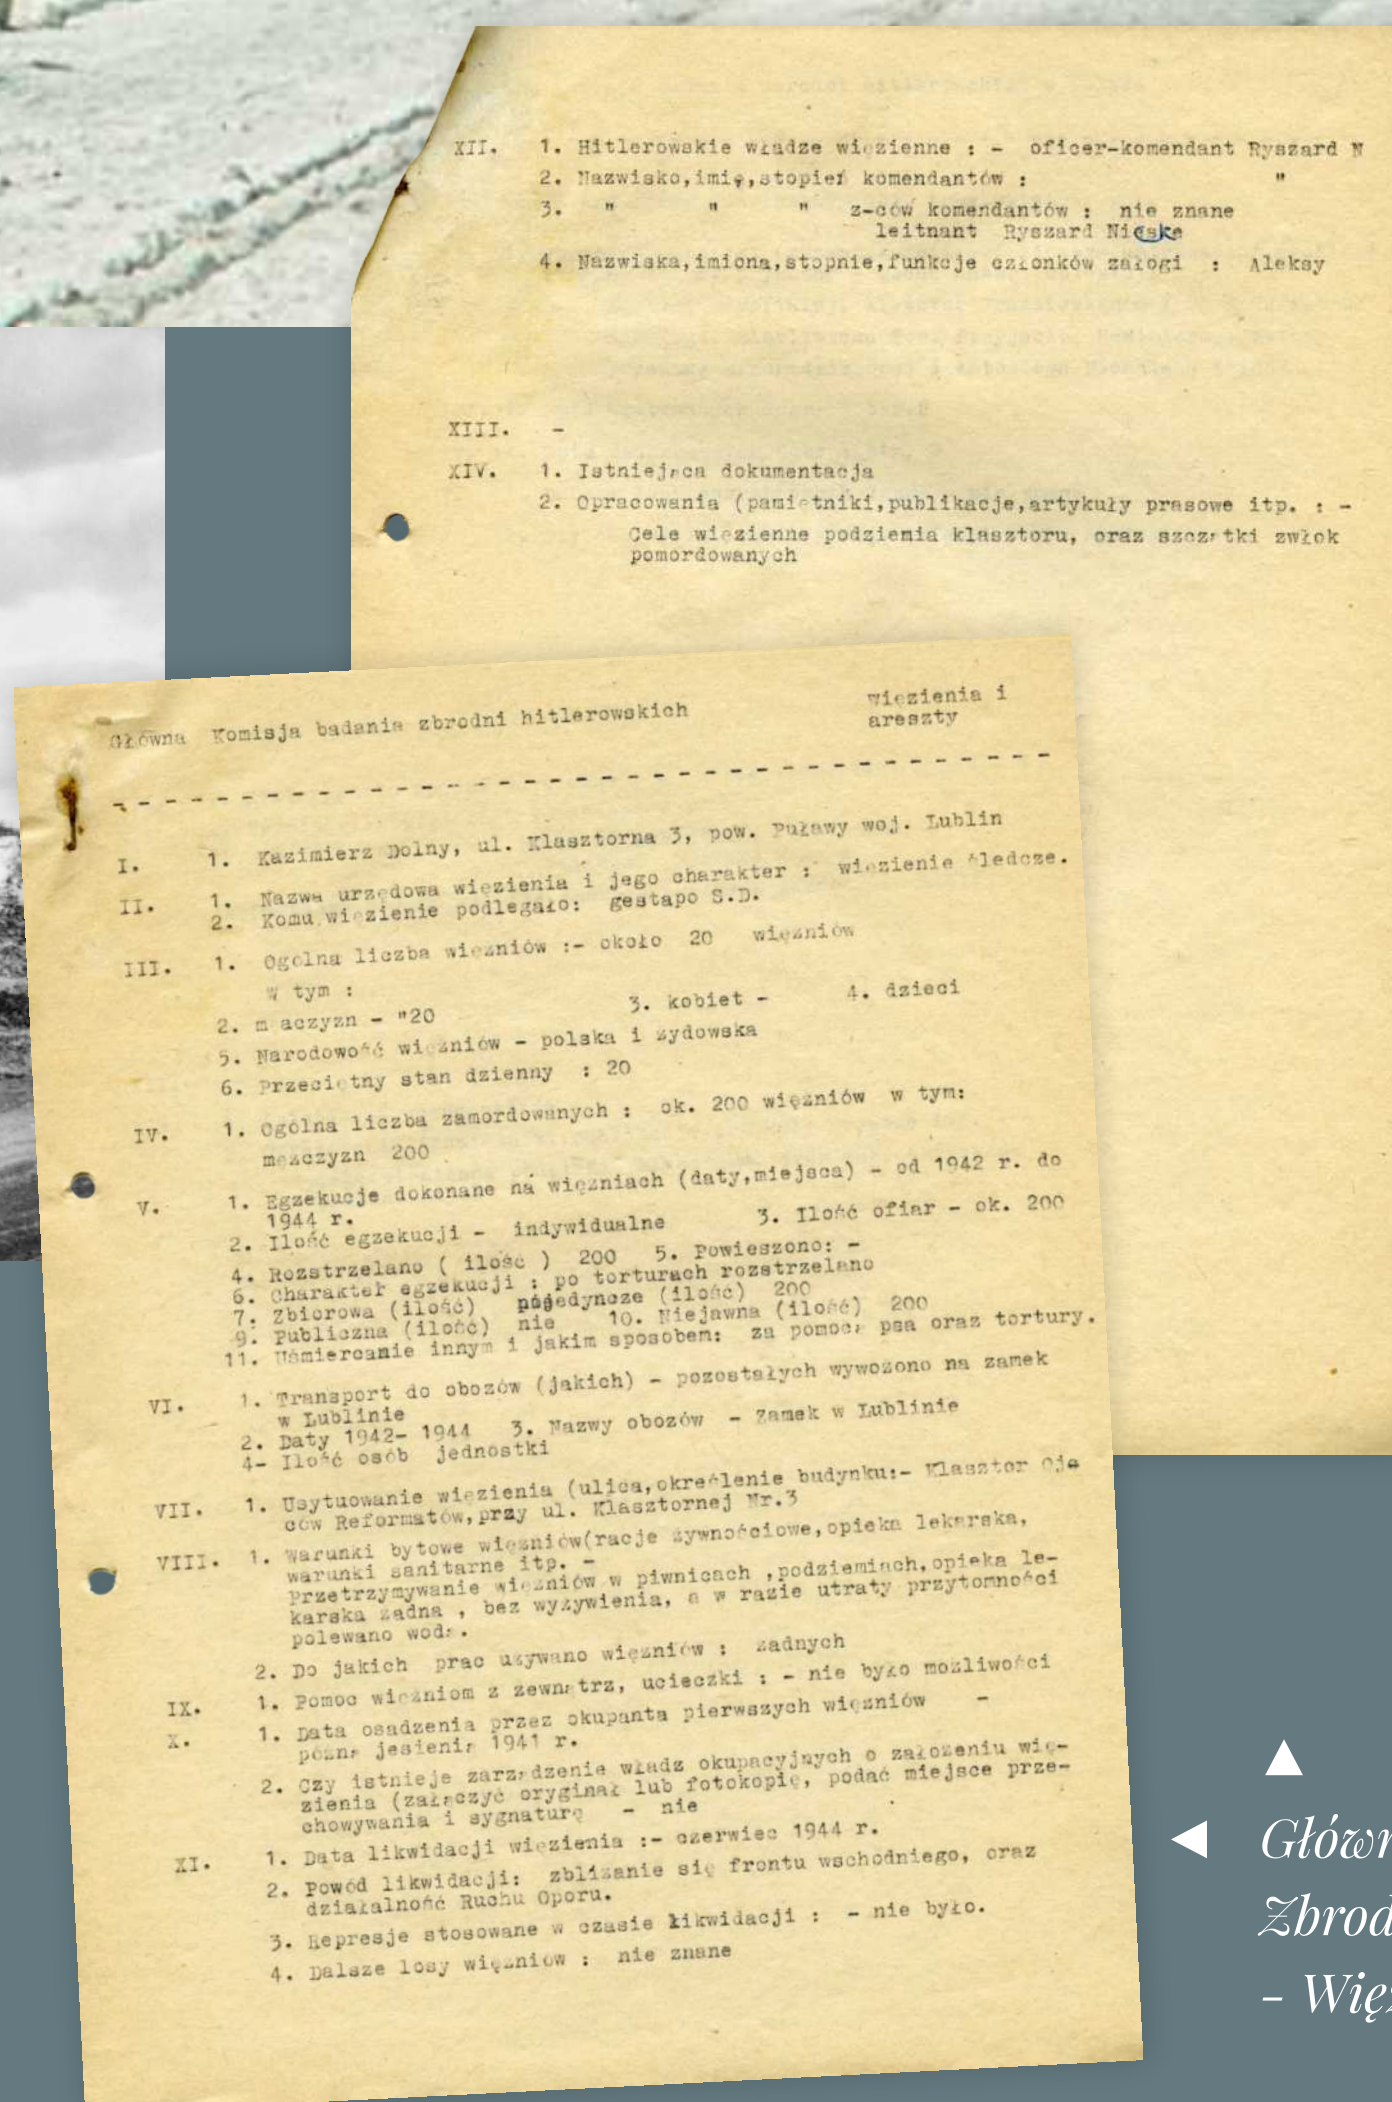 XII. 1. Hitlerowskie władze więzienne : - oficer-komendant Ryszard N
2. Nazwisko,imię,stopień komendantów : "
3. " " " z-ców komendantów : nie znane
leitnant Ryszard
4. Nazwiska,imiona,stopnie,funkcje członków załogi : Aleksy
XIII. -
XIV. 1. Istniejąca dokumentacja
2. Opracowania (pamiętniki,publikacje,artykuły prasowe itp. : -
Cele więzienne podziemia klasztoru, oraz szczątki zwłok
pomordowanych
Główna Komisja badania zbrodni hitlerowskich
Więzienia i
areszty
I. 1. Kazimierz Dolny, ul. Klasztorna 3, pow. Puławy woj. Lublin
II. 1. Nazwa urzędowa więzienia i jego charakter : więzienie śledcze.
2. Komu więzienie podlegało: gestapo S.D.
III. 1. Ogólna liczba więźniów :- około 20 więźniów
W tym :
2. mężczyzn - "20 3. kobiet - 4. dzieci
5. Narodowość więźniów - polska i żydowska
6. Przeciętny stan dzienny : 20
IV. 1. Ogólna liczba zamordowanych : ok. 200 więźniów w tym:
mężczyzn 200
V. 1. Egzekucje dokonane na więźniach (daty,miejsca) - od 1942 r. do
1944 r.
2. Ilość egzekucji - indywidualne 3. Ilość ofiar - ok. 200
4. Rozstrzelano ( ilość ) 200 5. Powieszono: -
6. Charakter egzekucji : po torturach rozstrzelano
7. Zbiorowa (ilość) pojedyncze (ilość) 200
9. Publiczna (ilość) nie 10. Niejawna (ilość) 200
11. Uśmiercanie innym i jakim sposobem: za pomocą psa oraz tortury.
VI. 1. Transport do obozów (jakich) - pozostałych wywożono na zamek
w Lublinie
2. Daty 1942- 1944 3. Nazwy obozów - Zamek w Lublinie
4- Ilość osób jednostki
VII. 1. Usytuowanie więzienia (ulica,określenie budynku:- Klasztor Oje
ców Reformatów,przy ul. Klasztornej Nr.3
VIII. 1. Warunki bytowe więźniów(racje żywnościowe,opieka lekarska,
warunki sanitarne itp. -
Przetrzymywanie więźniów w piwnicach ,podziemiach,opieka le-
karska żadna , bez wyżywienia, a w razie utraty przytomności
polewano wodą.
2. Do jakich prac używano więźniów : żadnych
IX. 1. Pomoc więźniom z zewnątrz, ucieczki : - nie było możliwości
X. 1. Data osadzenia przez okupanta pierwszych więźniów -
późną jesienią 1941 r.
2. Czy istnieje zarządzenie władz okupacyjnych o założeniu wię-
zienia (załączyć oryginał lub fotokopię, podać miejsce prze-
chowywania i sygnaturę - nie
XI. 1. Data likwidacji więzienia :- czerwiec 1944 r.
2. Powód likwidacji: zbliżanie się frontu wschodniego, oraz
działalność Ruchu Oporu.
3. Represje stosowane w czasie likwidacji : - nie było.
4. Dalsze losy więźniów : nie znane
Główn
Zbrod
- Więź